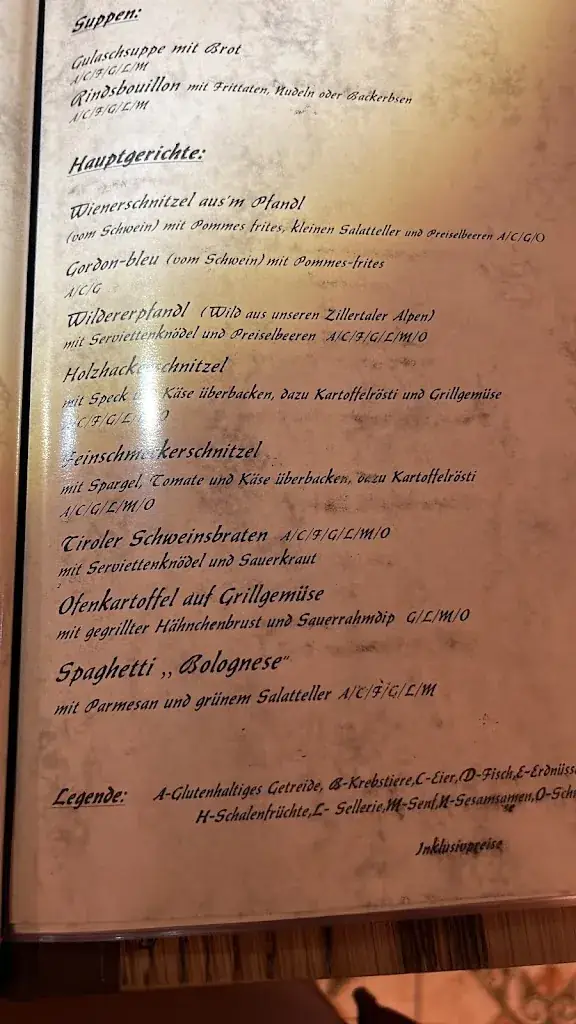 Suppen:
Gulaschsuppe mit Brot
A/C/F/G/L/M
Rindsbouillon mit Frittaten, Nudeln oder Backerbsen
A/C/F/G/L/M
Hauptgerichte:
Wienerschnitzel aus'm Pfandl
(vom Schwein) mit Pommes frites, kleinen Salatteller und Preiselbeeren A/C/G/O
Gordon-bleu (vom Schwein) mit Pommes-frites
A/C/G
Wildererpfandl (Wild aus unseren Zillertaler Alpen)
mit Serviettenknödel und Preiselbeeren A/C/F/G/L/M/O
Holzhackerschnitzel
mit Speck Käse überbacken, dazu Kartoffelrösti und Grillgemüse
Feinschmeckerschnitzel
mit Spargel, Tomate und Käse überbacken, dazu Kartoffelrösti
A/C/G/L/M/O
Tiroler Schweinsbraten A/C/F/G/L/M/O
mit Serviettenknödel und Sauerkraut
Ofenkartoffel auf Grillgemüse
mit gegrillter Hähnchenbrust und Sauerrahmdip G/L/M/O
Spaghetti ,,Bolognese"
mit Parmesan und grünem Salatteller A/C/F/G/L/M
Legende: A-Glutenhaltiges Getreide, B-Krebstiere,C-Eier,D-Fisch,E-Erdnüsse
H-Schalenfrüchte,L- Sellerie,M-Senf,N-Sesamsamen,O-Sch
Inklusivpreise